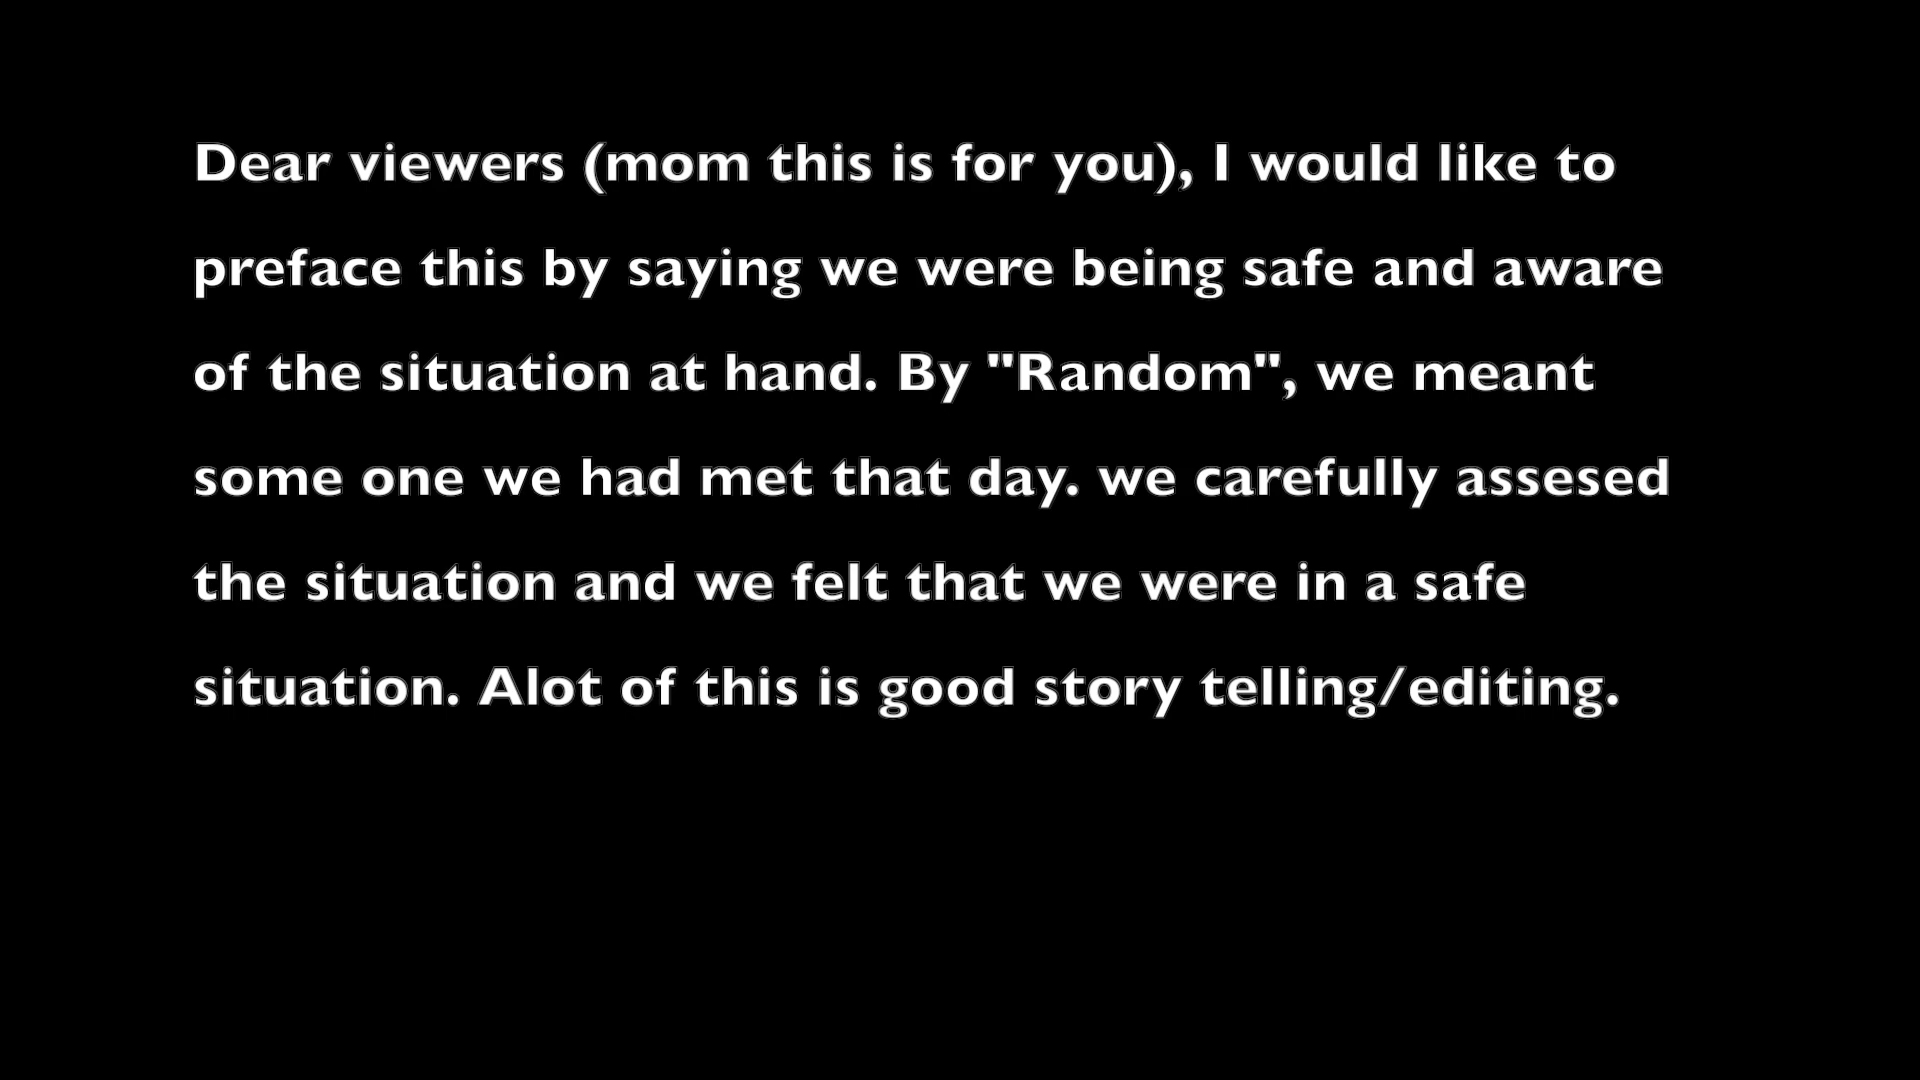 Dear viewers (mom this is for you), I would like to
preface this by saying we were being safe and aware
of the situation at hand. By "Random", we meant
some one we had met that day. we carefully assesed
the situation and we felt that we were in a safe
situation. Alot of this is good story telling/editing.